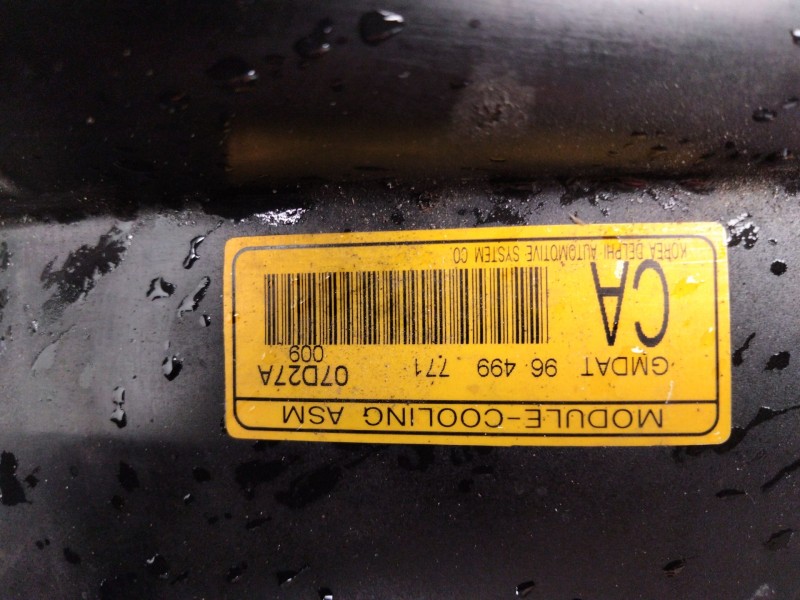 MODULE-COOLING ASM
GMDAT 96 499 771 07D27A
009
CA
KOREA DELPHI AUTOMOTIVE SYSTEM CO.